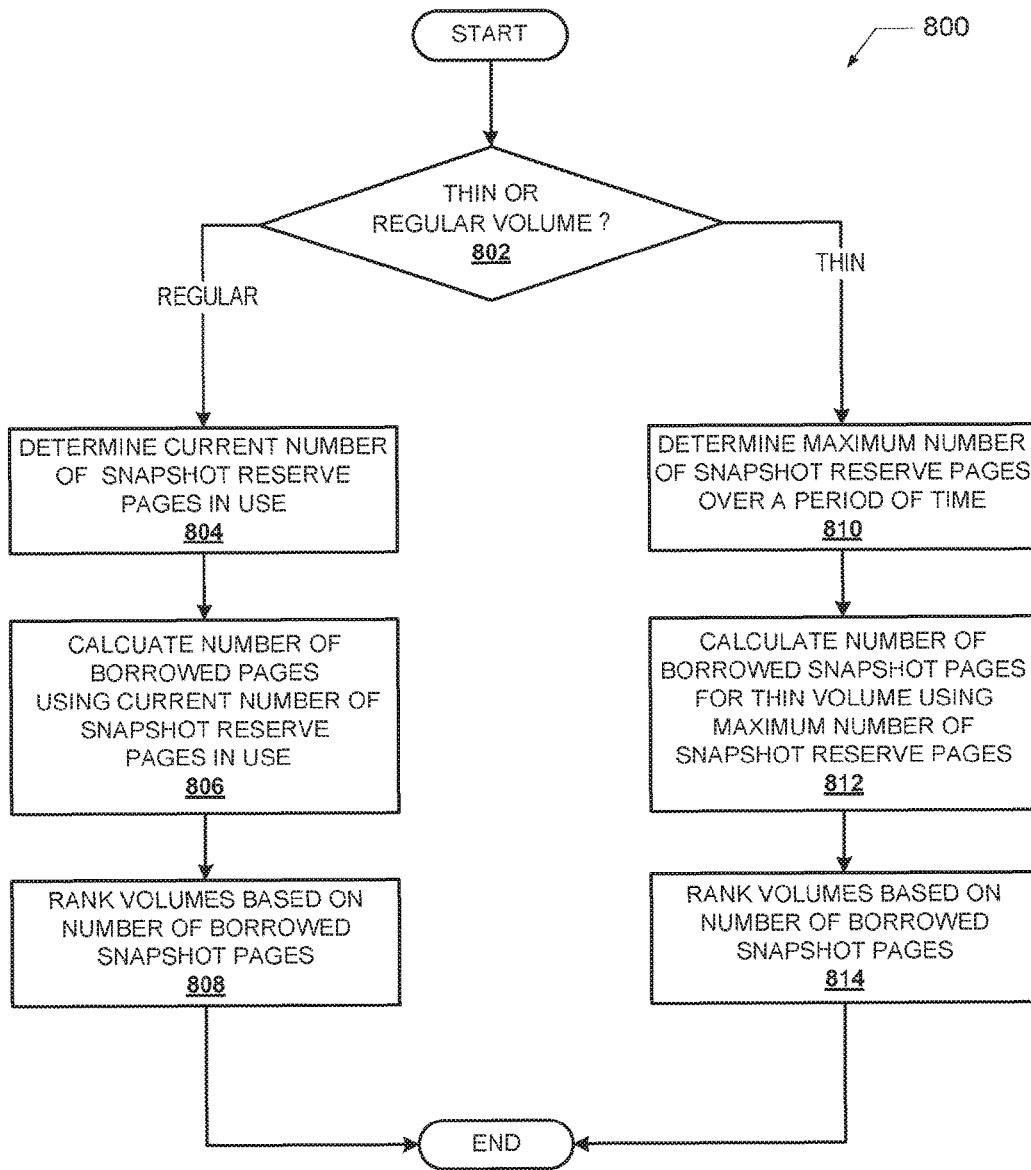 START
800
THIN OR
REGULAR VOLUME ?
802
REGULAR
THIN
DETERMINE CURRENT NUMBER
OF SNAPSHOT RESERVE
PAGES IN USE
804
DETERMINE MAXIMUM NUMBER
OF SNAPSHOT RESERVE PAGES
OVER A PERIOD OF TIME
810
CALCUATE NUMBER OF
BORROWED PAGES
USING CURRENT NUMBER OF
SNAPSHOT RESERVE
PAGES IN USE
806
CALCULATE NUMBER OF
BORROWED SNAPSHOT PAGES
FOR THIN VOLUME USING
MAXIMUM NUMBER OF
SNAPSHOT RESERVE PAGES
812
RANK VOLUMES BASED ON
NUMBER OF BORROWED
SNAPSHOT PAGES
808
RANK VOLUMES BASED ON
NUMBER OF BORROWED
SNAPSHOT PAGES
814
END